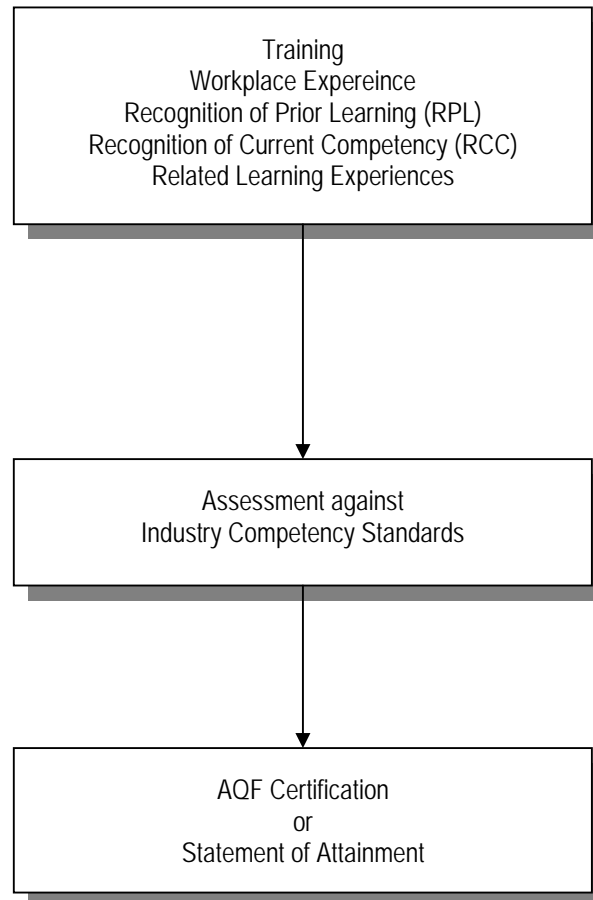 Training
Workplace Expereince
Recognition of Prior Learning (RPL)
Recognition of Current Competency (RCC)
Related Learning Experiences
Assessment against
Industry Competency Standards
AQF Certification
or
Statement of Attainment